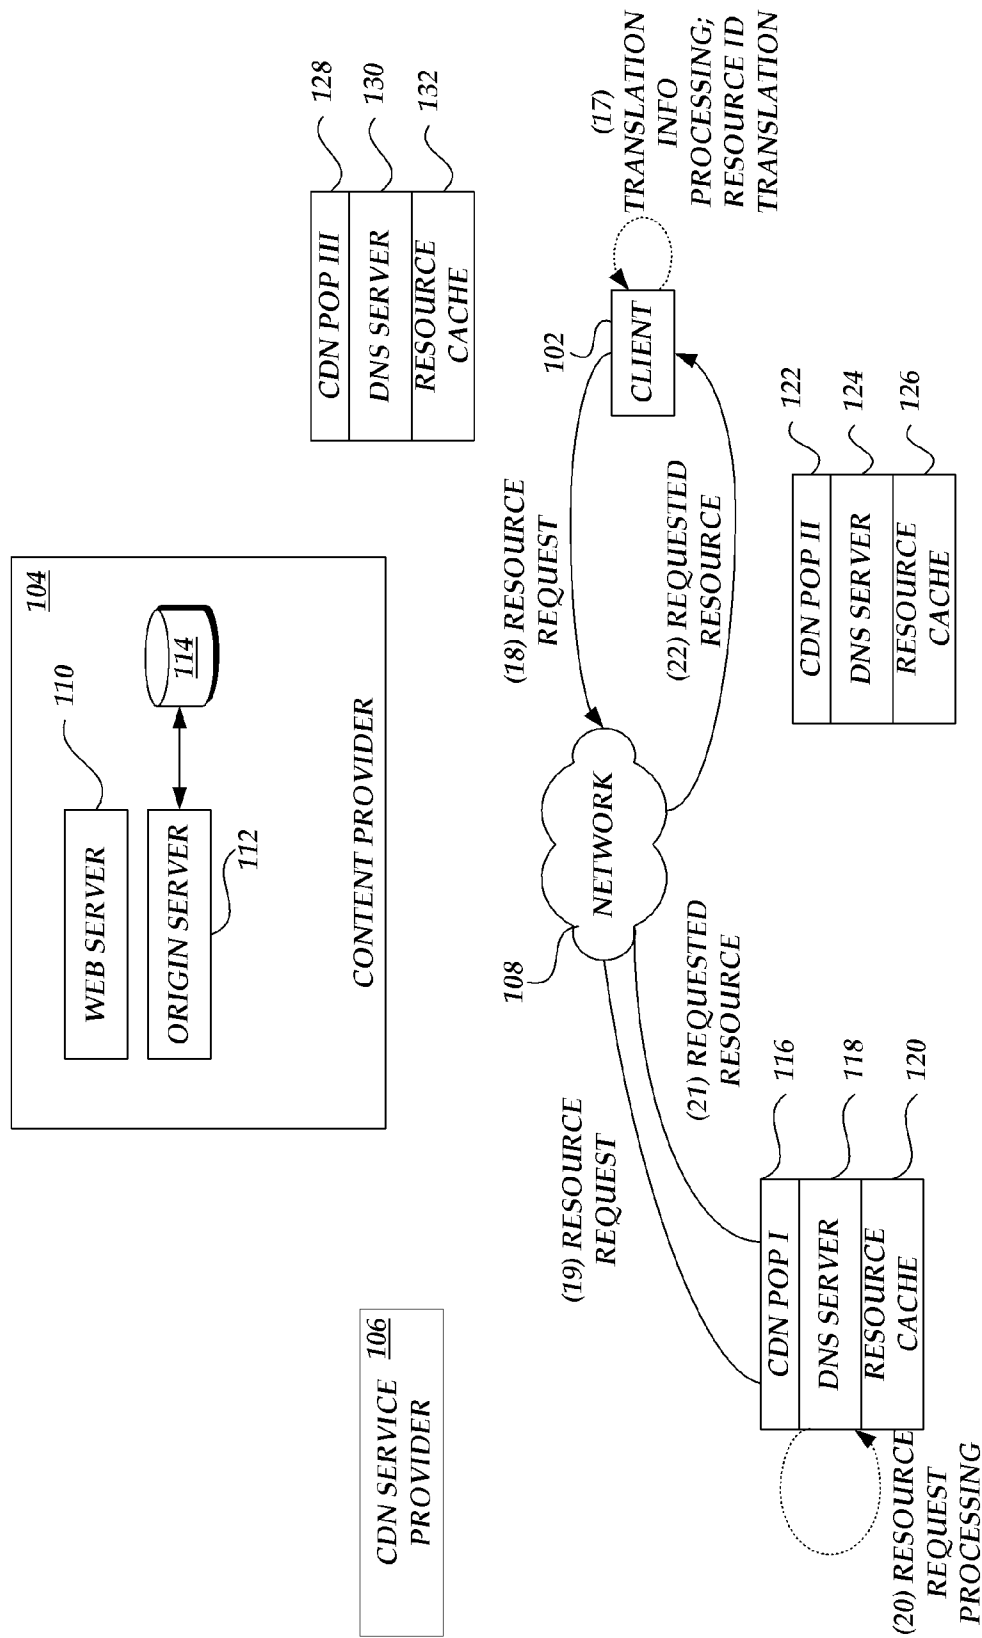 CDN SERVICE
PROVIDER
106
WEB SERVER
110
ORIGIN SERVER
112
114
104
CONTENT PROVIDER
CDN POP III
DNS SERVER
RESOURCE
CACHE
128
130
132
(19) RESOURCE
REQUEST
108
NETWORK
(18) RESOURCE
REQUEST
102
CLIENT
(17)
TRANSLATION
INFO
PROCESSING;
RESOURCE ID
TRANSLATION
(21) REQUESTED
RESOURCE
(22) REQUESTED
RESOURCE
CDN POP I
DNS SERVER
RESOURCE
CACHE
116
118
120
(20) RESOURCE
REQUEST
PROCESSING
CDN POP II
DNS SERVER
RESOURCE
CACHE
122
124
126